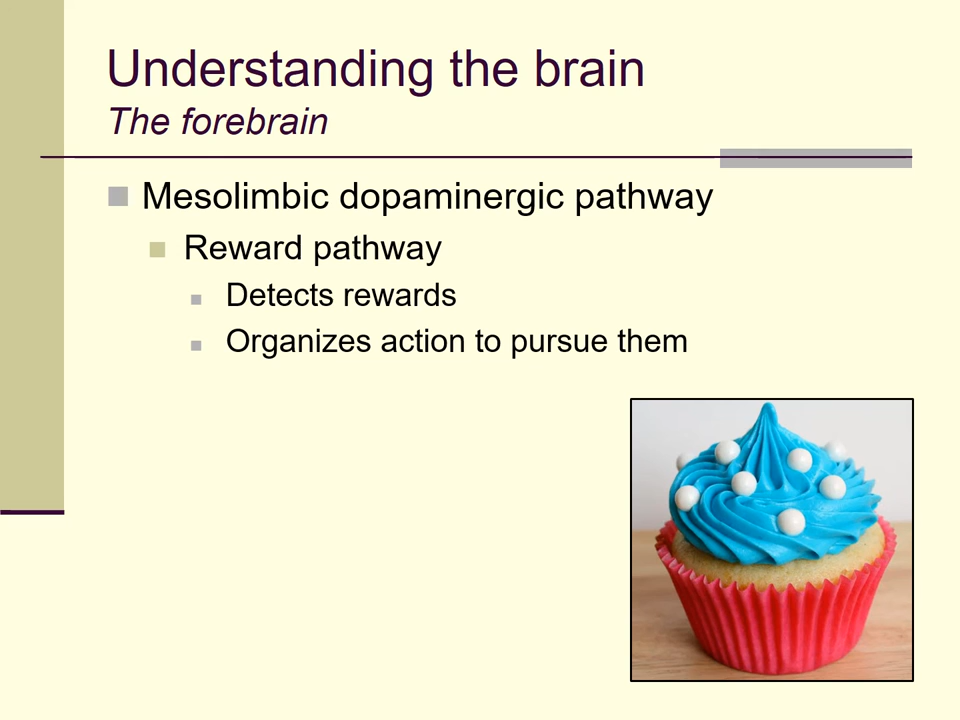 Understanding the brain
The forebrain
Mesolimbic dopaminergic pathway
Reward pathway
Detects rewards
Organizes action to pursue them